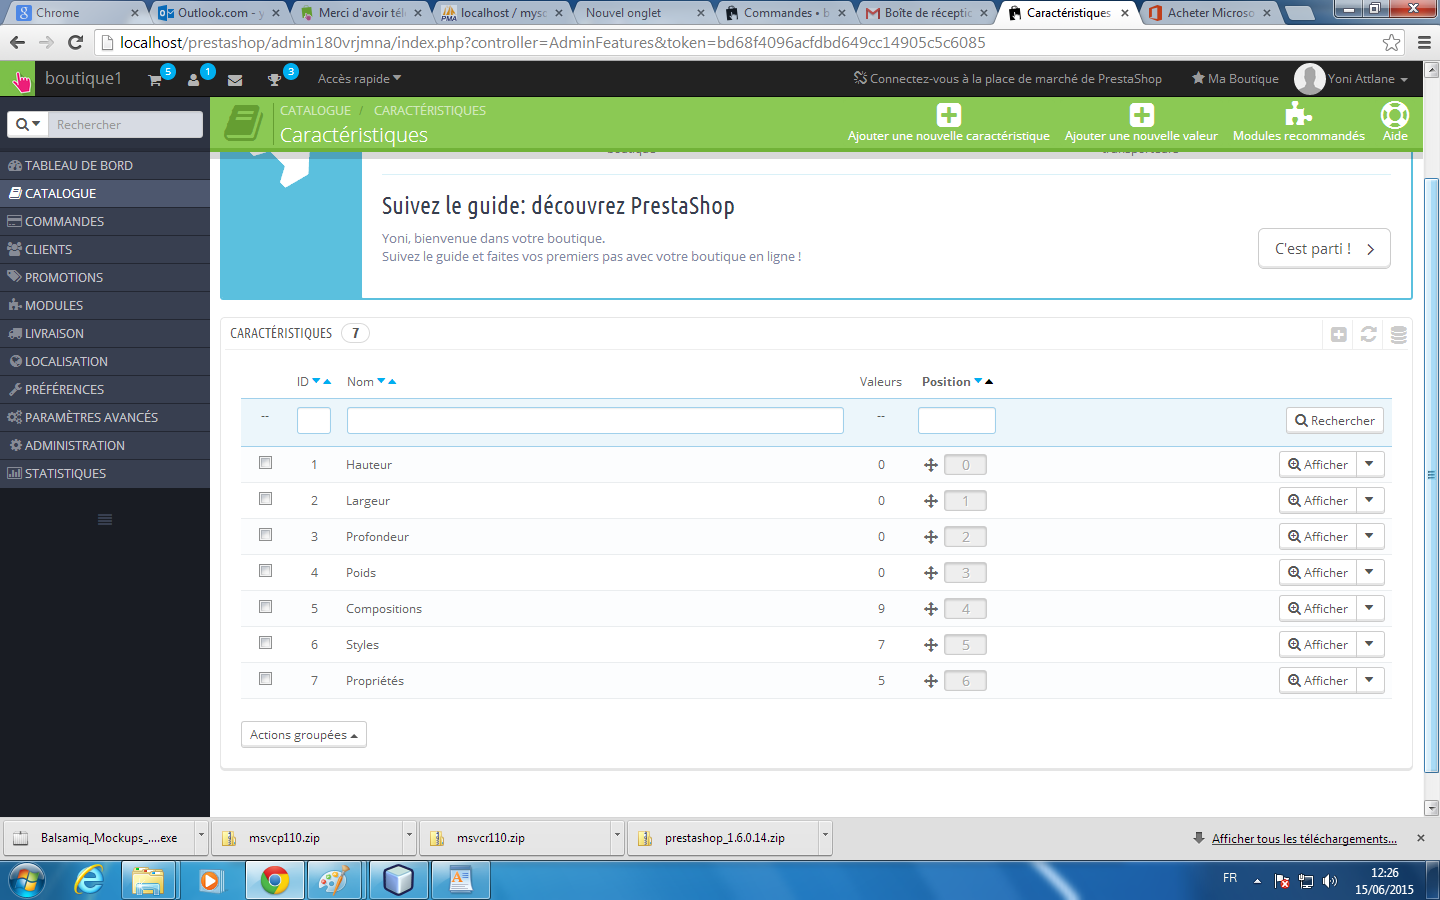 Chrome
Outlook.com - y
Merci d'avoir télé
localhost / mysq
Nouvel onglet
Commandes • b
Boîte de réceptio
Caractéristiques
Acheter Microso
localhost/prestashop/admin180vrjmna/index.php?controller=AdminFeatures&token=bd68f4096acfdbd649cc14905c5c6085
boutique1
5
1
3
Accès rapide
Connectez-vous à la place de marché de PrestaShop
Ma Boutique
Yoni Attlane
Rechercher
CATALOGUE / CARACTÉRISTIQUES
Caractéristiques
Ajouter une nouvelle caractéristique
Ajouter une nouvelle valeur
Modules recommandés
Aide
TABLEAU DE BORD
CATALOGUE
COMMANDES
CLIENTS
PROMOTIONS
MODULES
LIVRAISON
LOCALISATION
PRÉFÉRENCES
PARAMÈTRES AVANCÉS
ADMINISTRATION
STATISTIQUES
Suivez le guide: découvrez PrestaShop
Yoni, bienvenue dans votre boutique.
Suivez le guide et faites vos premiers pas avec votre boutique en ligne !
C'est parti !
CARACTÉRISTIQUES 7
ID Nom Valeurs Position
-- -- Rechercher
1 Hauteur 0 0 Afficher
2 Largeur 0 1 Afficher
3 Profondeur 0 2 Afficher
4 Poids 0 3 Afficher
5 Compositions 9 4 Afficher
6 Styles 7 5 Afficher
7 Propriétés 5 6 Afficher
Actions groupées
Balsamiq_Mockups_....exe
msvcp110.zip
msvcr110.zip
prestashop_1.6.0.14.zip
Afficher tous les téléchargements...
FR
12:26
15/06/2015